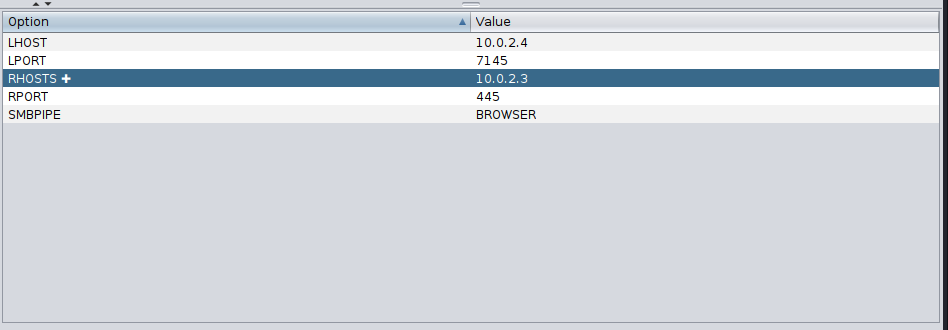 Option Value
LHOST 10.0.2.4
LPORT 7145
RHOSTS ✚ 10.0.2.3
RPORT 445
SMBPIPE BROWSER